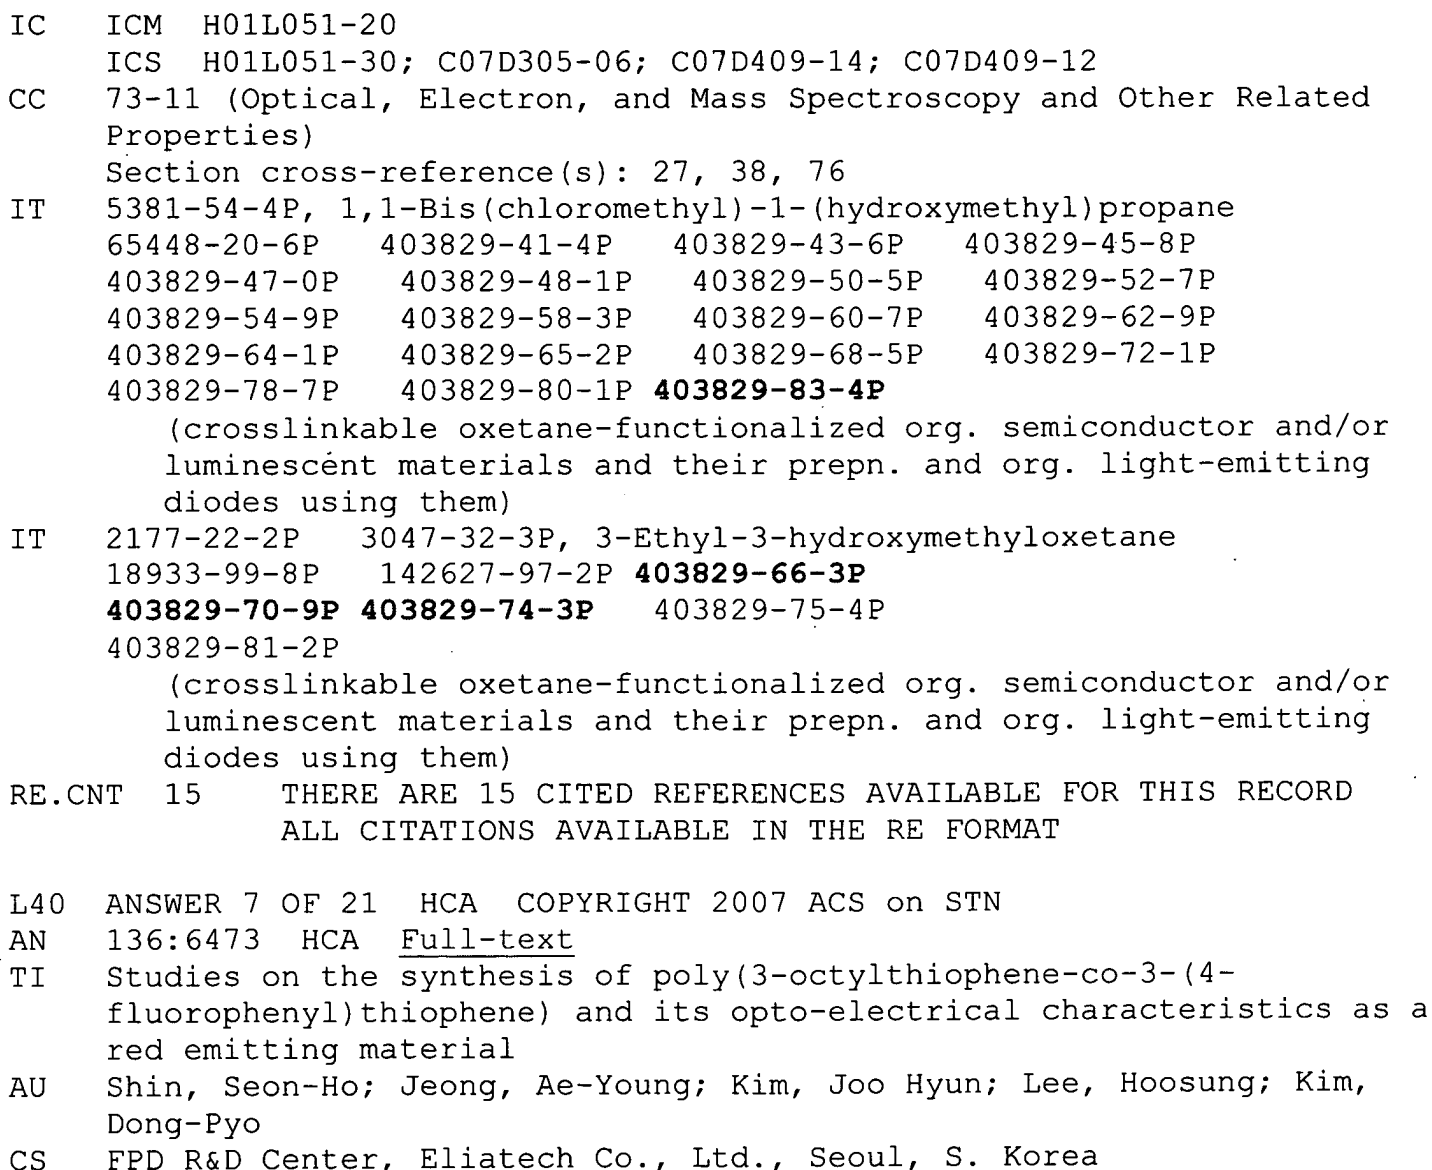 IC ICM H01L051-20
ICS H01L051-30; C07D305-06; C07D409-14; C07D409-12
CC 73-11 (Optical, Electron, and Mass Spectroscopy and Other Related
Properties)
Section cross-reference(s): 27, 38, 76
IT 5381-54-4P, 1,1-Bis(chloromethyl)-1-(hydroxymethyl)propane
65448-20-6P 403829-41-4P 403829-43-6P 403829-45-8P
403829-47-0P 403829-48-1P 403829-50-5P 403829-52-7P
403829-54-9P 403829-58-3P 403829-60-7P 403829-62-9P
403829-64-1P 403829-65-2P 403829-68-5P 403829-72-1P
403829-78-7P 403829-80-1P 403829-83-4P
(crosslinkable oxetane-functionalized org. semiconductor and/or
luminescent materials and their prepn. and org. light-emitting
diodes using them)
IT 2177-22-2P 3047-32-3P, 3-Ethyl-3-hydroxymethyloxetane
18933-99-8P 142627-97-2P 403829-66-3P
403829-70-9P 403829-74-3P 403829-75-4P
403829-81-2P
(crosslinkable oxetane-functionalized org. semiconductor and/or
luminescent materials and their prepn. and org. light-emitting
diodes using them)
RE.CNT 15 THERE ARE 15 CITED REFERENCES AVAILABLE FOR THIS RECORD
ALL CITATIONS AVAILABLE IN THE RE FORMAT
L40 ANSWER 7 OF 21 HCA COPYRIGHT 2007 ACS on STN
AN 136:6473 HCA Full-text
TI Studies on the synthesis of poly(3-octylthiophene-co-3-(4-
fluorophenyl)thiophene) and its opto-electrical characteristics as a
red emitting material
AU Shin, Seon-Ho; Jeong, Ae-Young; Kim, Joo Hyun; Lee, Hoosung; Kim,
Dong-Pyo
CS FPD R&D Center, Eliatech Co., Ltd., Seoul, S. Korea